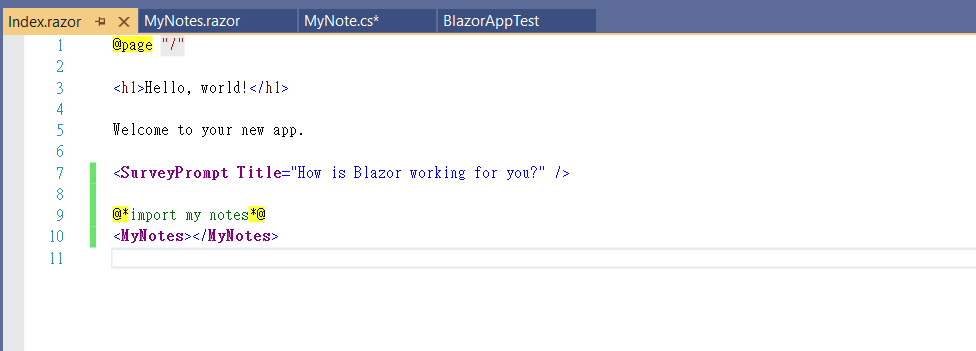 Index.razor MyNotes.razor MyNote.cs* BlazorAppTest
1 @page "/"
2
3 <h1>Hello, world!</h1>
4
5 Welcome to your new app.
6
7 <SurveyPrompt Title="How is Blazor working for you?" />
8
9 @*import my notes*@
10 <MyNotes></MyNotes>
11